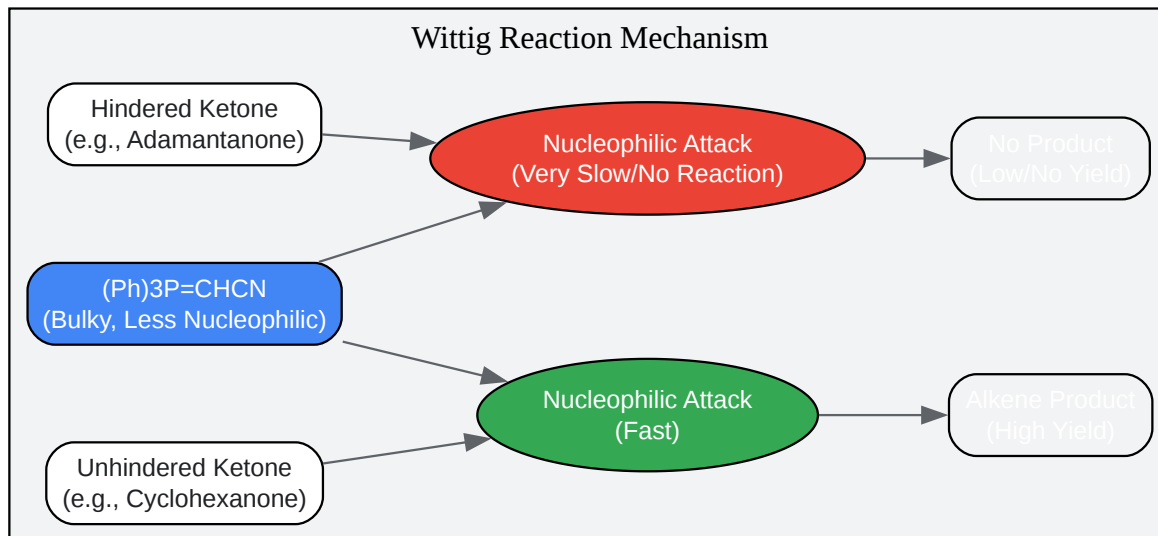 Wittig Reaction Mechanism
Hindered Ketone
(e.g., Adamantanone)
Nucleophilic Attack
(Very Slow/No Reaction)
No Product
(Low/No Yield)
(Ph)3P=CHCN
(Bulky, Less Nucleophilic)
Nucleophilic Attack
(Fast)
Alkene Product
(High Yield)
Unhindered Ketone
(e.g., Cyclohexanone)